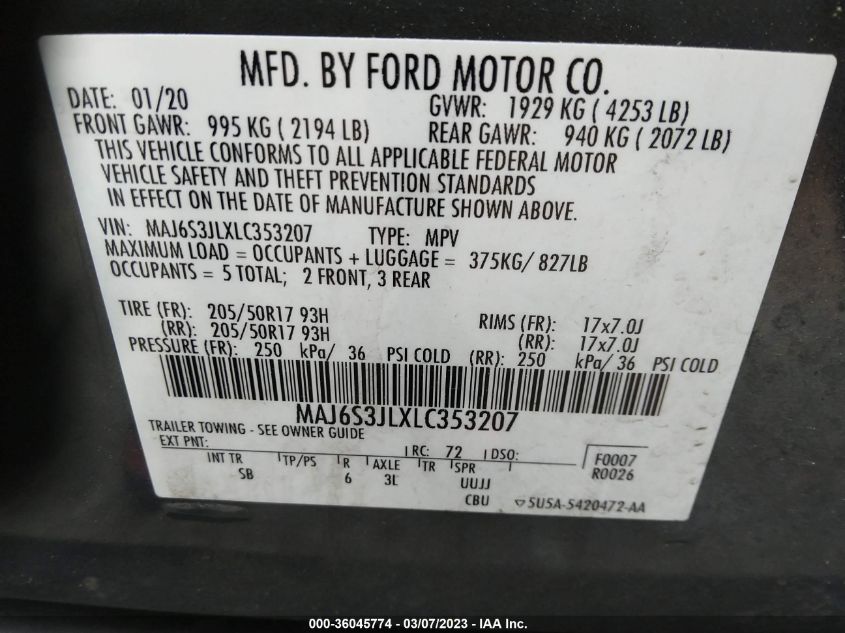 MFD. BY FORD MOTOR CO.
DATE: 01/20 GVWR: 1929 KG ( 4253 LB)
FRONT GAWR: 995 KG ( 2194 LB) REAR GAWR: 940 KG ( 2072 LB)
THIS VEHICLE CONFORMS TO ALL APPLICABLE FEDERAL MOTOR
VEHICLE SAFETY AND THEFT PREVENTION STANDARDS
IN EFFECT ON THE DATE OF MANUFACTURE SHOWN ABOVE.
VIN: MAJ6S3JLXLC353207 TYPE: MPV
MAXIMUM LOAD = OCCUPANTS + LUGGAGE = 375KG/ 827LB
OCCUPANTS = 5 TOTAL; 2 FRONT, 3 REAR
TIRE (FR): 205/50R17 93H RIMS (FR): 17x7.0J
(RR): 205/50R17 93H (RR): 17x7.0J
PRESSURE (FR): 250 kPa/ 36 PSI COLD (RR): 250 kPa/ 36 PSI COLD
MAJ6S3JLXLC353207
TRAILER TOWING - SEE OWNER GUIDE
EXT PNT: RC: 72 DSO: F0007
INT TR TP/PS R AXLE TR SPR R0026
SB 6 3L UUJJ
CBU ▽5U5A-5420472-AA
000-36045774 - 03/07/2023 - IAA Inc.